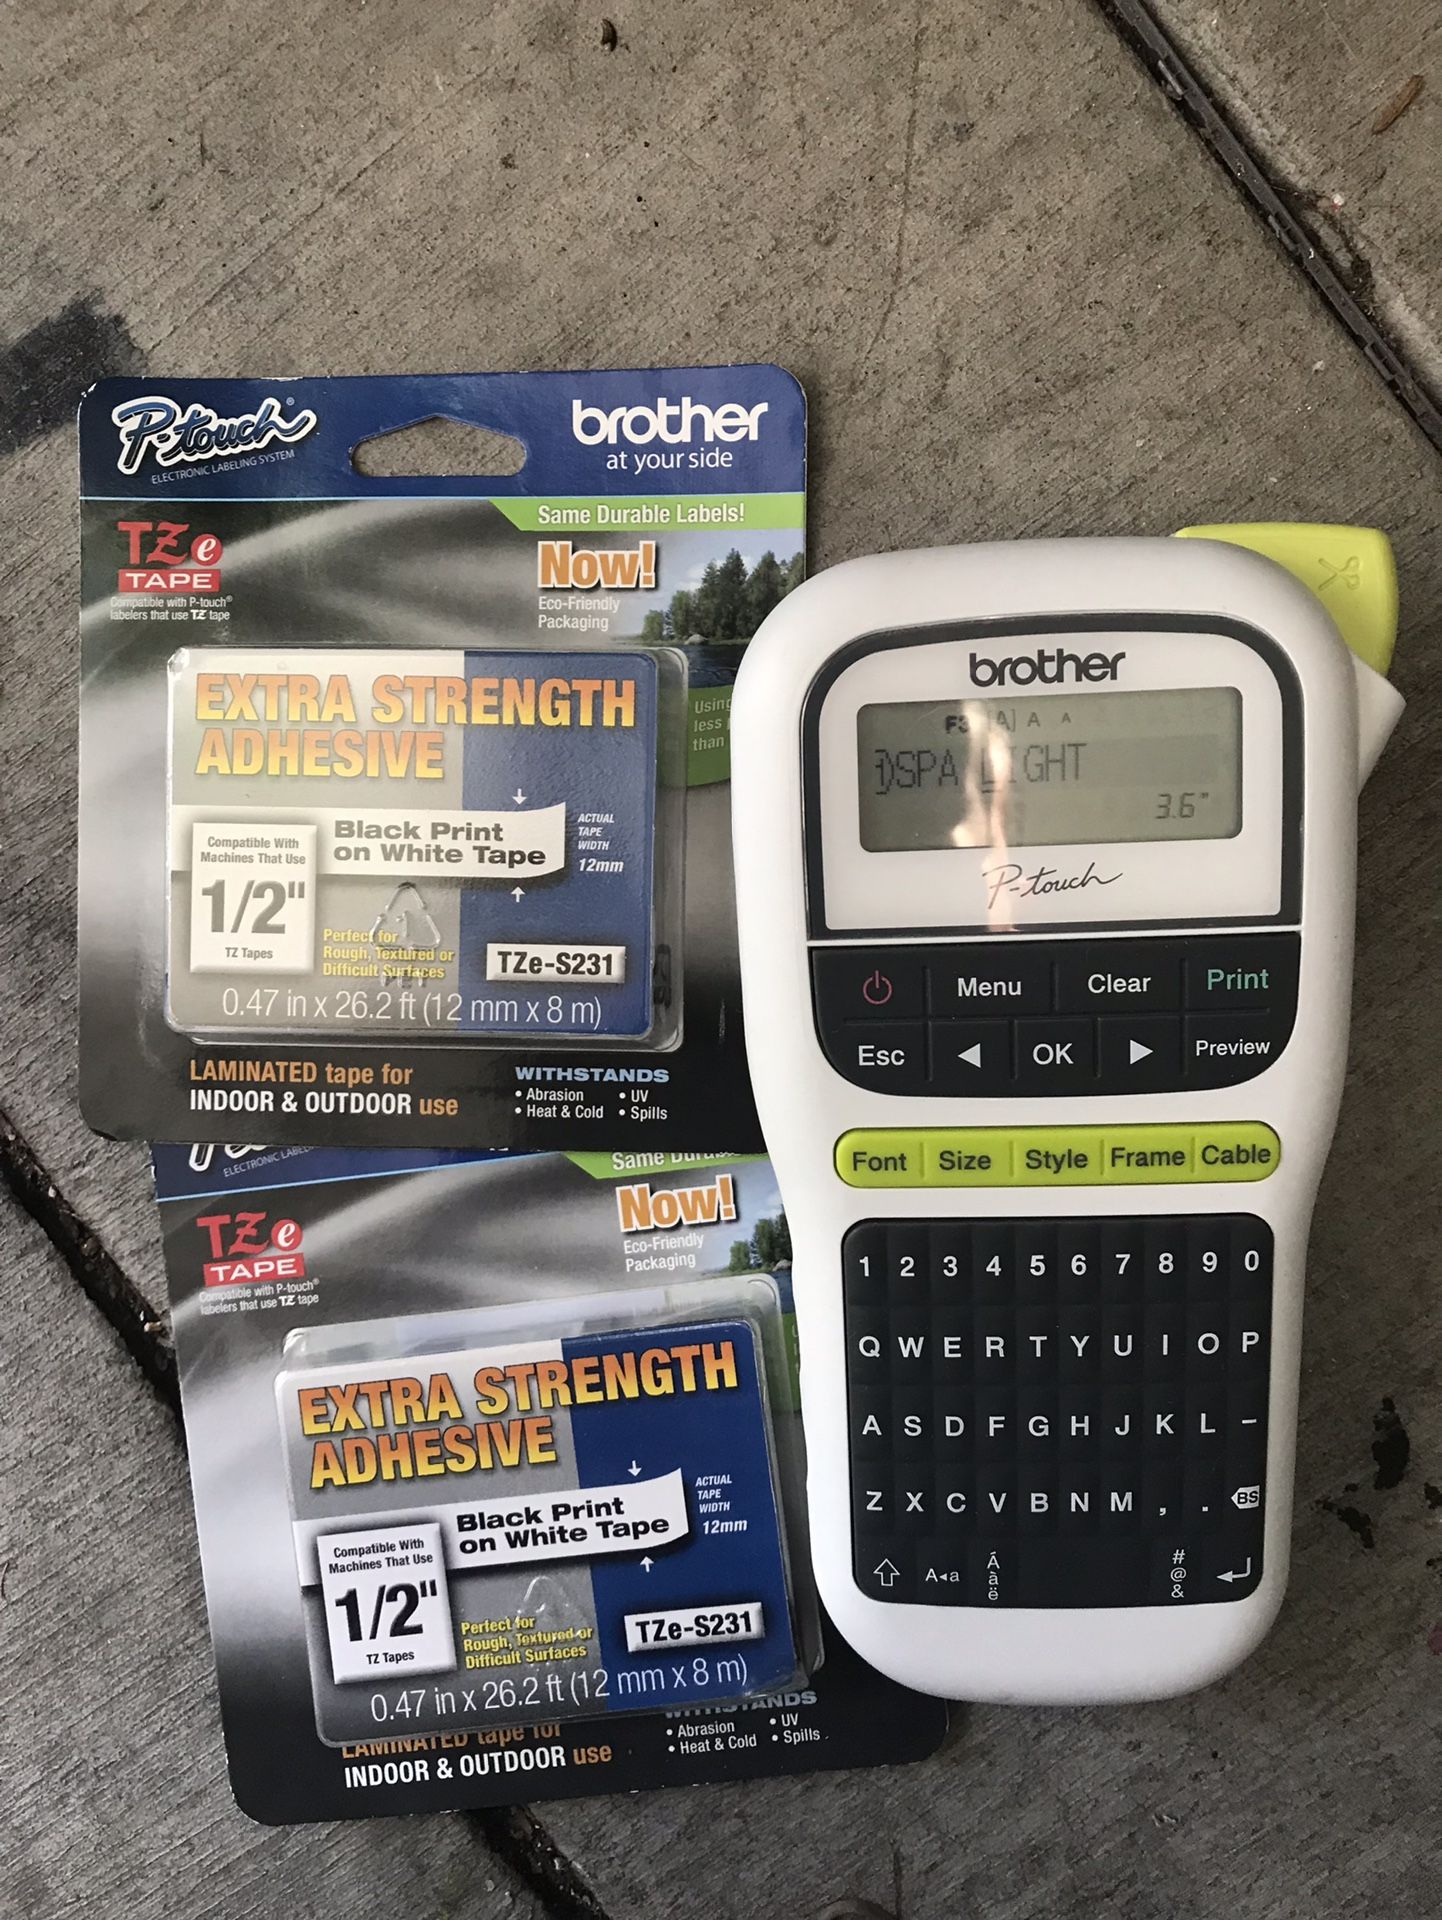 P-touch®
ELECTRONIC LABELING SYSTEM
brother
at your side
Same Durable Labels!
TZe
TAPE
Compatible with P-touch®
labelers that use TZ tape
Now!
Eco-Friendly
Packaging
Using
less
than
EXTRA STRENGTH
ADHESIVE
Black Print
on White Tape
ACTUAL
TAPE
WIDTH
12mm
Compatible With
Machines That Use
1/2"
TZ Tapes
Perfect for
Rough, Textured or
Difficult Surfaces
TZe-S231
0.47 in x 26.2 ft (12 mm x 8 m)
LAMINATED tape for
INDOOR & OUTDOOR use
WITHSTANDS
• Abrasion • UV
• Heat & Cold • Spills
ELECTRONIC
Same
TZe
TAPE
Compatible with P-touch®
labelers that use TZ tape
Now!
Eco-Friendly
Packaging
EXTRA STRENGTH
ADHESIVE
Black Print
on White Tape
ACTUAL
TAPE
WIDTH
12mm
Compatible With
Machines That Use
1/2"
TZ Tapes
Perfect for
Rough, Textured or
Difficult Surfaces
TZe-S231
0.47 in x 26.2 ft (12 mm x 8 m)
LAMINATED tape for
INDOOR & OUTDOOR use
WITHSTANDS
• Abrasion • UV
• Heat & Cold • Spills
brother
F3 [A] A A
1)SPA LIGHT
3.6"
P-touch
Menu Clear Print
Esc ◀ OK ▶ Preview
Font Size Style Frame Cable
1 2 3 4 5 6 7 8 9 0
Q W E R T Y U I O P
A S D F G H J K L -
Z X C V B N M , . BS
A◂a Á à ë # @ &